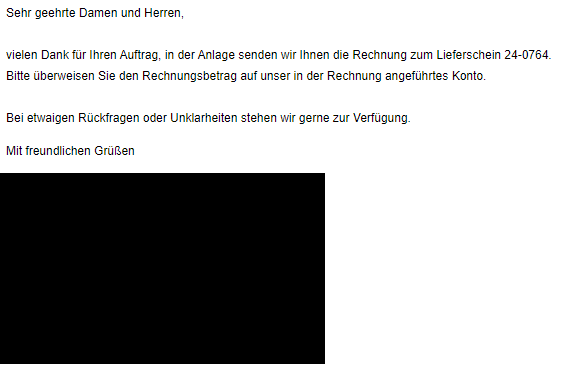 Sehr geehrte Damen und Herren,
vielen Dank für Ihren Auftrag, in der Anlage senden wir Ihnen die Rechnung zum Lieferschein 24-0764.
Bitte überweisen Sie den Rechnungsbetrag auf unser in der Rechnung angeführtes Konto.
Bei etwaigen Rückfragen oder Unklarheiten stehen wir gerne zur Verfügung.
Mit freundlichen Grüßen